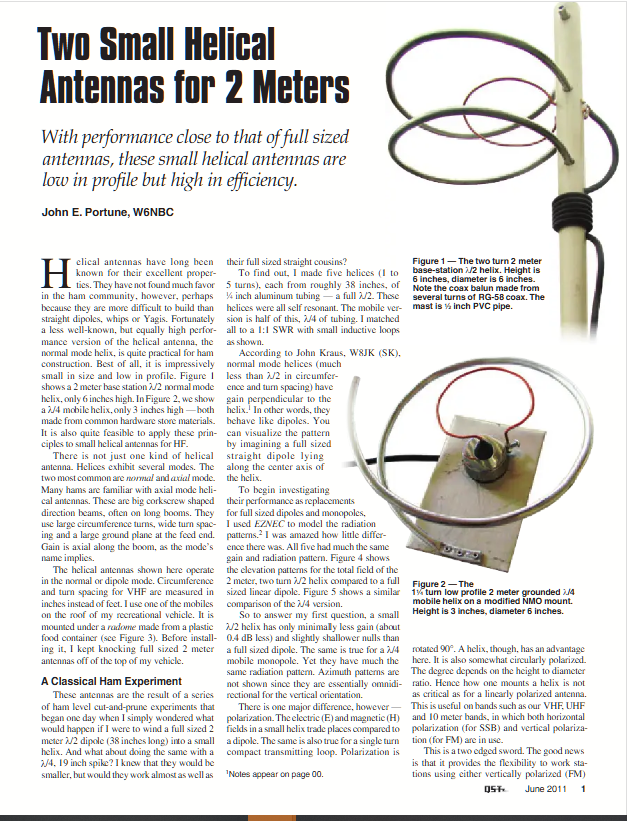 Two Small Helical
Antennas for 2 Meters
With performance close to that of full sized
antennas, these small helical antennas are
low in profile but high in efficiency.
John E. Portune, W6NBC
Helical antennas have long been
known for their excellent proper-
ties. They have not found much favor
in the ham community, however, perhaps
because they are more difficult to build than
straight dipoles, whips or Yagis. Fortunately
a less well-known, but equally high perfor-
mance version of the helical antenna, the
normal mode helix, is quite practical for ham
construction. Best of all, it is impressively
small in size and low in profile. Figure 1
shows a 2 meter base station λ/2 normal mode
helix, only 6 inches high. In Figure 2, we show
a λ/4 mobile helix, only 3 inches high — both
made from common hardware store materials.
It is also quite feasible to apply these prin-
ciples to small helical antennas for HF.
There is not just one kind of helical
antenna. Helices exhibit several modes. The
two most common are normal and axial mode.
Many hams are familiar with axial mode heli-
cal antennas. These are big corkscrew shaped
direction beams, often on long booms. They
use large circumference turns, wide turn spac-
ing and a large ground plane at the feed end.
Gain is axial along the boom, as the mode's
name implies.
The helical antennas shown here operate
in the normal or dipole mode. Circumference
and turn spacing for VHF are measured in
inches instead of feet. I use one of the mobiles
on the roof of my recreational vehicle. It is
mounted under a radome made from a plastic
food container (see Figure 3). Before install-
ing it, I kept knocking full sized 2 meter
antennas off of the top of my vehicle.
A Classical Ham Experiment
These antennas are the result of a series
of ham level cut-and-prune experiments that
began one day when I simply wondered what
would happen if I were to wind a full sized 2
meter λ/2 dipole (38 inches long) into a small
helix. And what about doing the same with a
λ/4, 19 inch spike? I knew that they would be
smaller, but would they work almost as well as
their full sized straight cousins?
To find out, I made five helices (1 to
5 turns), each from roughly 38 inches, of
¼ inch aluminum tubing — a full λ/2. These
helices were all self resonant. The mobile ver-
sion is half of this, λ/4 of tubing. I matched
all to a 1:1 SWR with small inductive loops
as shown.
According to John Kraus, W8JK (SK),
normal mode helices (much
less than λ/2 in circumfer-
ence and turn spacing) have
gain perpendicular to the
helix.¹ In other words, they
behave like dipoles. You
can visualize the pattern
by imagining a full sized
straight dipole lying
along the center axis of
the helix.
To begin investigating
their performance as replacements
for full sized dipoles and monopoles,
I used EZNEC to model the radiation
patterns.² I was amazed how little differ-
ence there was. All five had much the same
gain and radiation pattern. Figure 4 shows
the elevation patterns for the total field of the
2 meter, two turn λ/2 helix compared to a full
sized linear dipole. Figure 5 shows a similar
comparison of the λ/4 version.
So to answer my first question, a small
λ/2 helix has only minimally less gain (about
0.4 dB less) and slightly shallower nulls than
a full sized dipole. The same is true for a λ/4
mobile monopole. Yet they have much the
same radiation pattern. Azimuth patterns are
not shown since they are essentially omnidi-
rectional for the vertical orientation.
There is one major difference, however —
polarization. The electric (E) and magnetic (H)
fields in a small helix trade places compared to
a dipole. The same is also true for a single turn
compact transmitting loop. Polarization is
¹Notes appear on page 00.
Figure 1 — The two turn 2 meter
base-station λ/2 helix. Height is
6 inches, diameter is 6 inches.
Note the coax balun made from
several turns of RG-58 coax. The
mast is ½ inch PVC pipe.
Figure 2 — The
1¼ turn low profile 2 meter grounded λ/4
mobile helix on a modified NMO mount.
Height is 3 inches, diameter 6 inches.
rotated 90°. A helix, though, has an advantage
here. It is also somewhat circularly polarized.
The degree depends on the height to diameter
ratio. Hence how one mounts a helix is not
as critical as for a linearly polarized antenna.
This is useful on bands such as our VHF, UHF
and 10 meter bands, in which both horizontal
polarization (for SSB) and vertical polariza-
tion (for FM) are in use.
This is a two edged sword. The good news
is that it provides the flexibility to work sta-
tions using either vertically polarized (FM)
QST June 2011 1